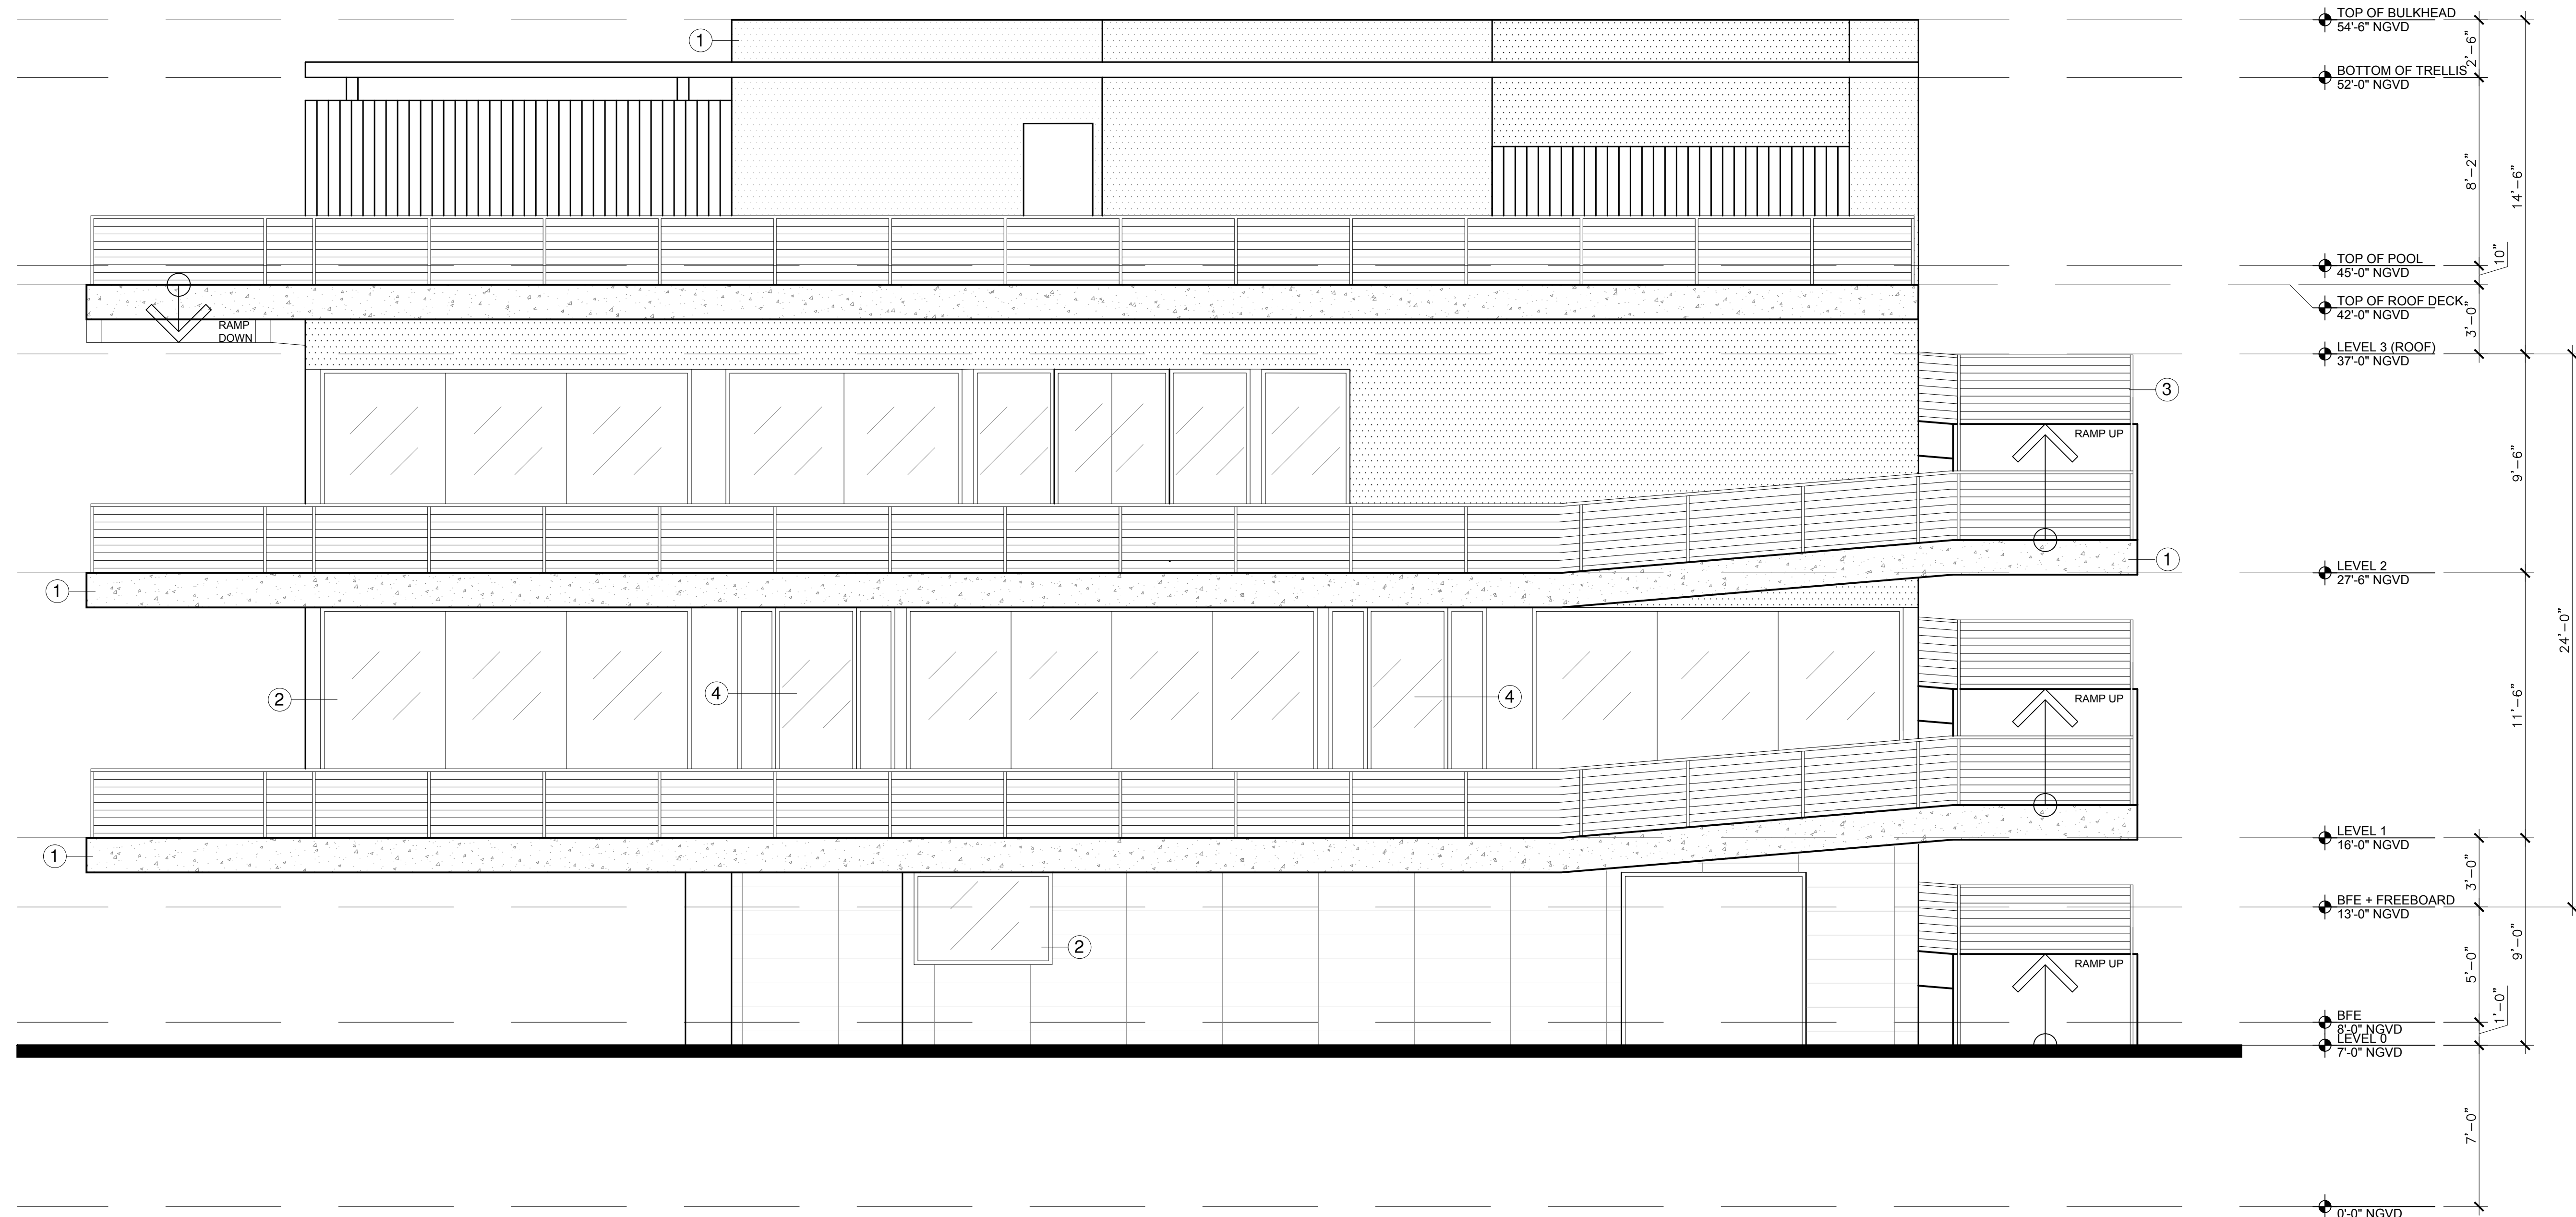 TOP OF BULKHEAD
54'-6" NGVD
1
2'-6"
BOTTOM OF TRELLIS
52'-0" NGVD
8'-2"
14'-6"
10"
TOP OF POOL
45'-0" NGVD
TOP OF ROOF DECK
42'-0" NGVD
3'-0"
RAMP
DOWN
LEVEL 3 (ROOF)
37'-0" NGVD
3
RAMP UP
9'-6"
1
1
LEVEL 2
27'-6" NGVD
24'-0"
2
4
4
RAMP UP
11'-6"
LEVEL 1
16'-0" NGVD
1
3'-0"
BFE + FREEBOARD
13'-0" NGVD
2
RAMP UP
5'-0"
9'-0"
1'-0"
BFE
8'-0" NGVD
LEVEL 0
7'-0" NGVD
7'-0"
0'-0" NGVD